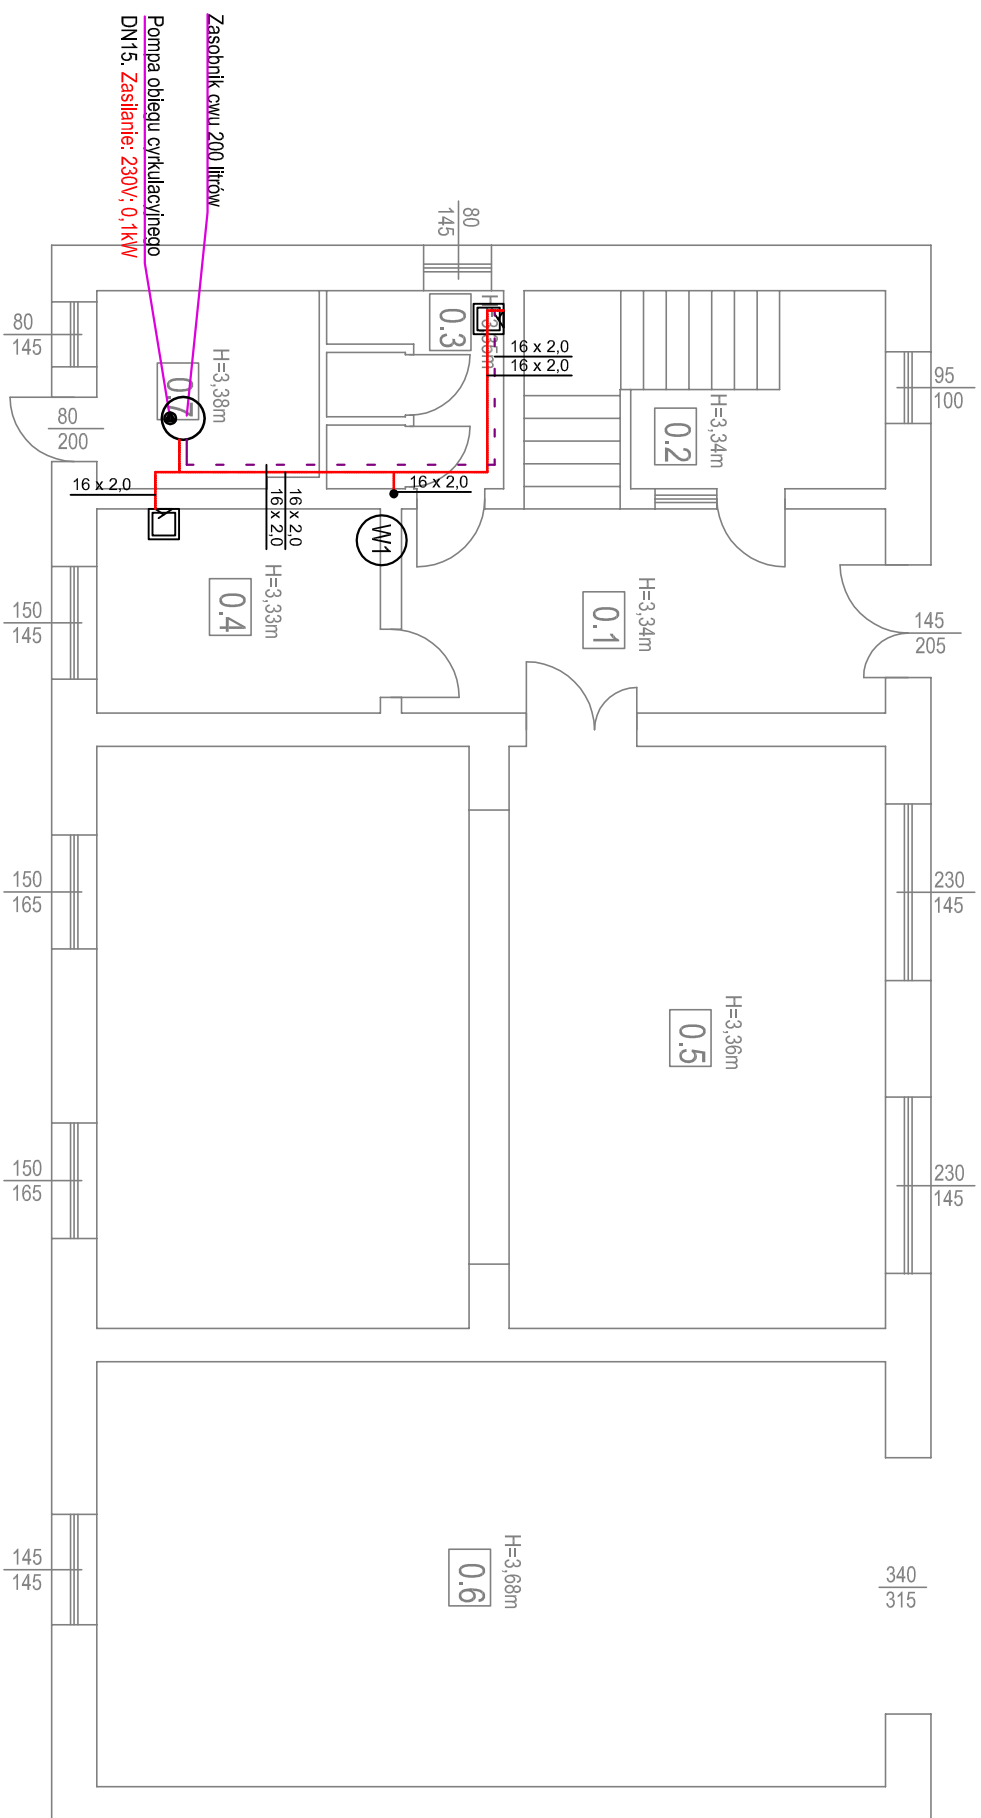 Zasobnik cwu 200 litrów
Pompa obiegu cyrkulacyjnego
DN15. Zasilanie: 230V; 0,1kW
80
145
80
145
80
200
0.7
H=3,38m
0.3
H=3,35m
16 x 2,0
16 x 2,0
0.2
H=3,34m
95
100
16 x 2,0
16 x 2,0
16 x 2,0
16 x 2,0
W1
150
145
0.4
H=3,33m
0.1
H=3,34m
145
205
150
165
230
145
0.5
H=3,36m
150
165
230
145
145
145
0.6
H=3,68m
340
315